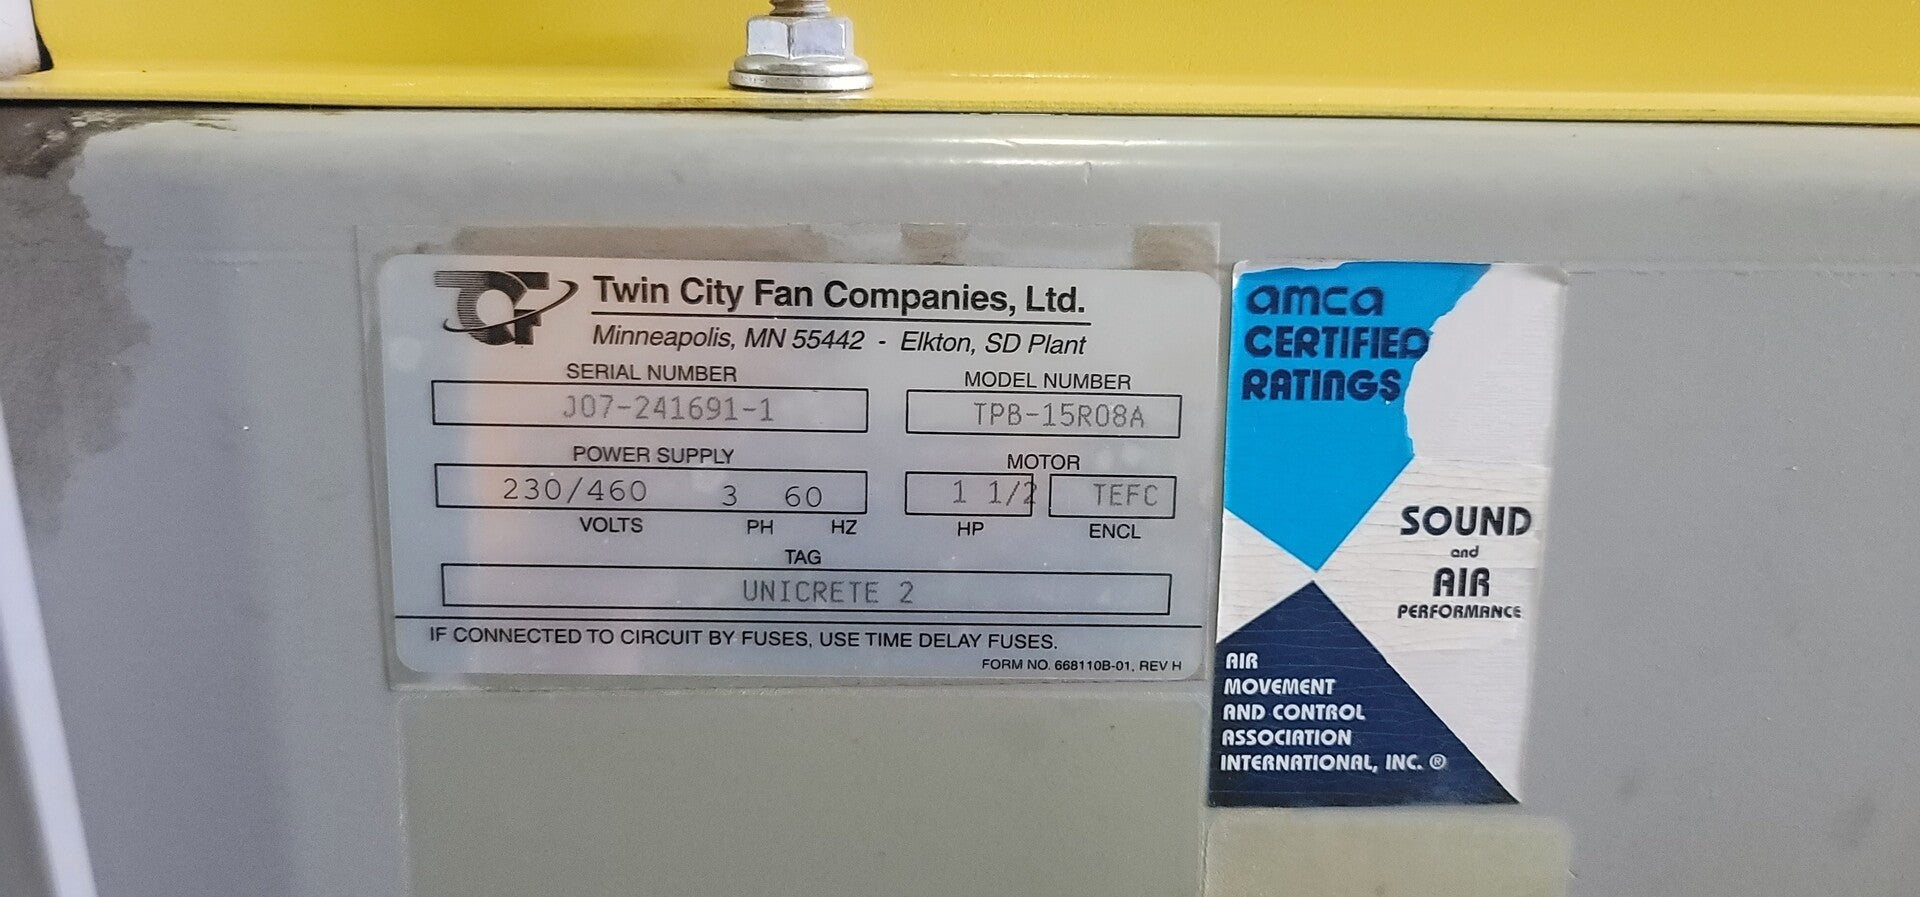 TCF
Twin City Fan Companies, Ltd.
Minneapolis, MN 55442 - Elkton, SD Plant
SERIAL NUMBER MODEL NUMBER
J07-241691-1 TPB-15R08A
POWER SUPPLY MOTOR
230/460 3 60 1 1/2 TEFC
VOLTS PH HZ HP ENCL
TAG
UNICRETE 2
IF CONNECTED TO CIRCUIT BY FUSES, USE TIME DELAY FUSES.
FORM NO. 668110B-01, REV H
amca
CERTIFIED
RATINGS
SOUND
and
AIR
PERFORMANCE
AIR
MOVEMENT
AND CONTROL
ASSOCIATION
INTERNATIONAL, INC. ®